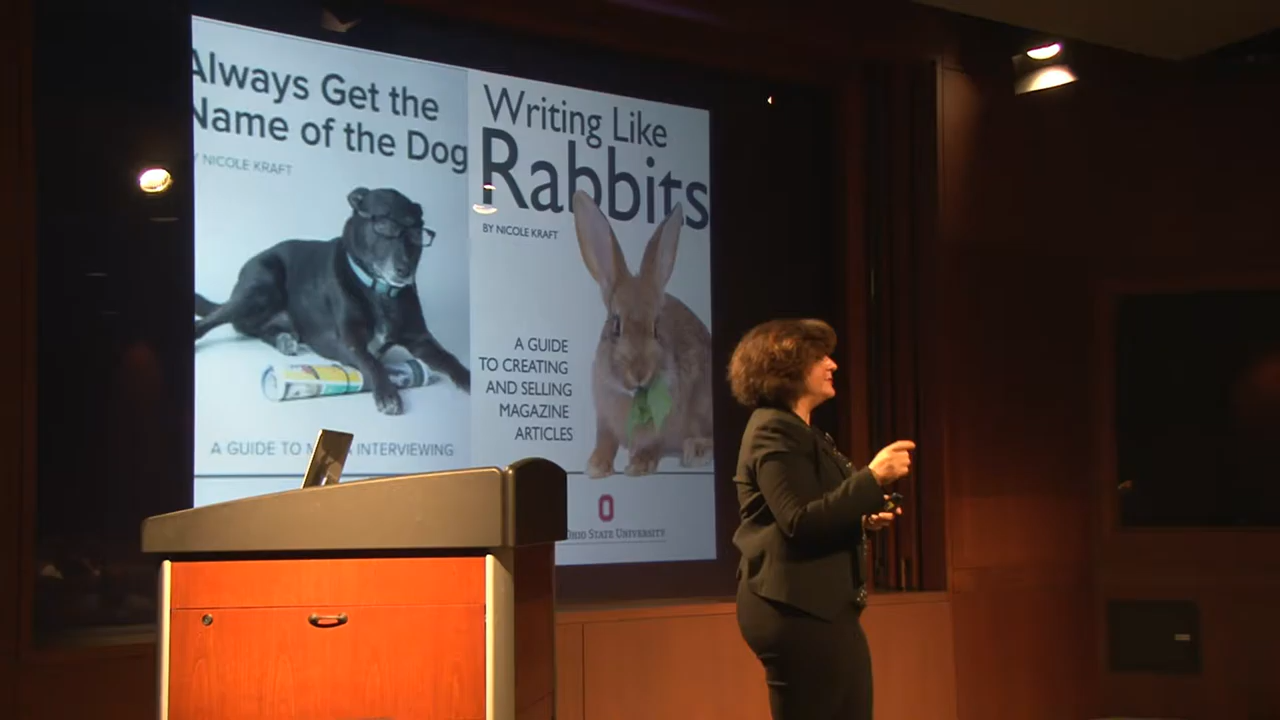 Always Get the
Name of the Dog
NICOLE KRAFT
A GUIDE TO INTERVIEWING
Writing Like
Rabbits
BY NICOLE KRAFT
A GUIDE
TO CREATING
AND SELLING
MAGAZINE
ARTICLES
O
OHIO STATE UNIVERSITY